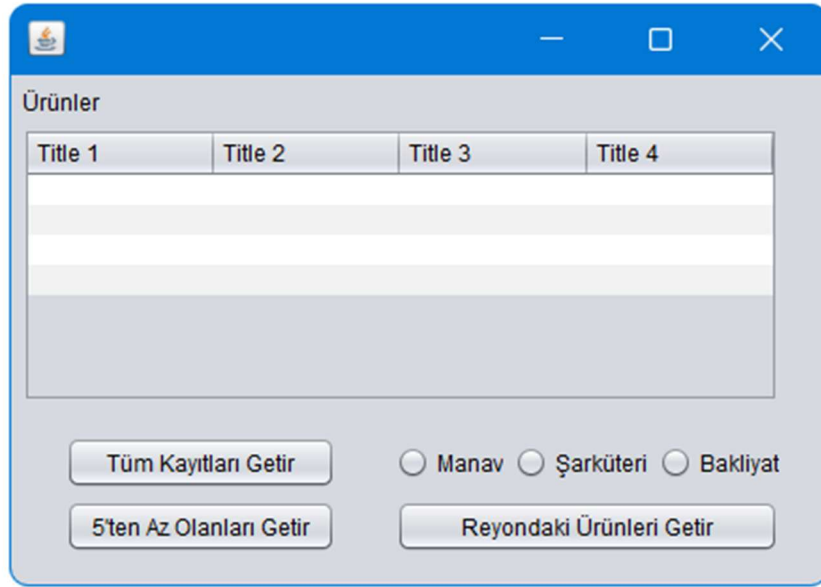 Ürünler
Title 1 Title 2 Title 3 Title 4
Tüm Kayıtları Getir Manav Şarküteri Bakliyat
5'ten Az Olanları Getir Reyondaki Ürünleri Getir